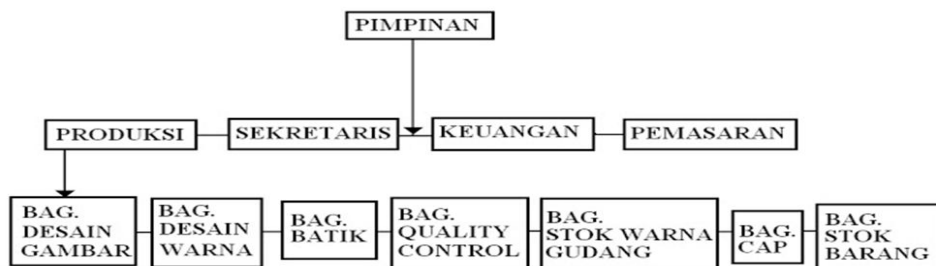 PIMPINAN
PRODUKSI
SEKRETARIS
KEUANGAN
PEMASARAN
BAG.
DESAIN
GAMBAR
BAG.
DESAIN
WARNA
BAG.
BATIK
BAG.
QUALITY
CONTROL
BAG.
STOK WARNA
GUDANG
BAG.
CAP
BAG.
STOK
BARANG